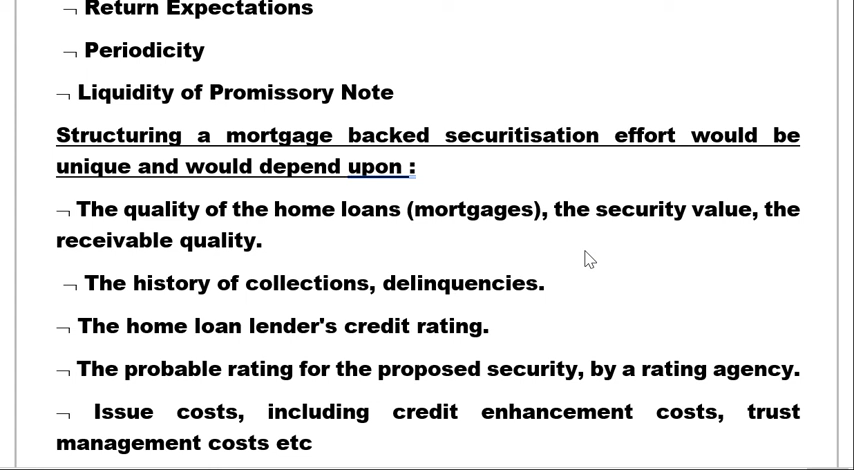 ¬ Return Expectations
¬ Periodicity
¬ Liquidity of Promissory Note
Structuring a mortgage backed securitisation effort would be
unique and would depend upon :
¬ The quality of the home loans (mortgages), the security value, the
receivable quality.
¬ The history of collections, delinquencies.
¬ The home loan lender's credit rating.
¬ The probable rating for the proposed security, by a rating agency.
¬ Issue costs, including credit enhancement costs, trust
management costs etc